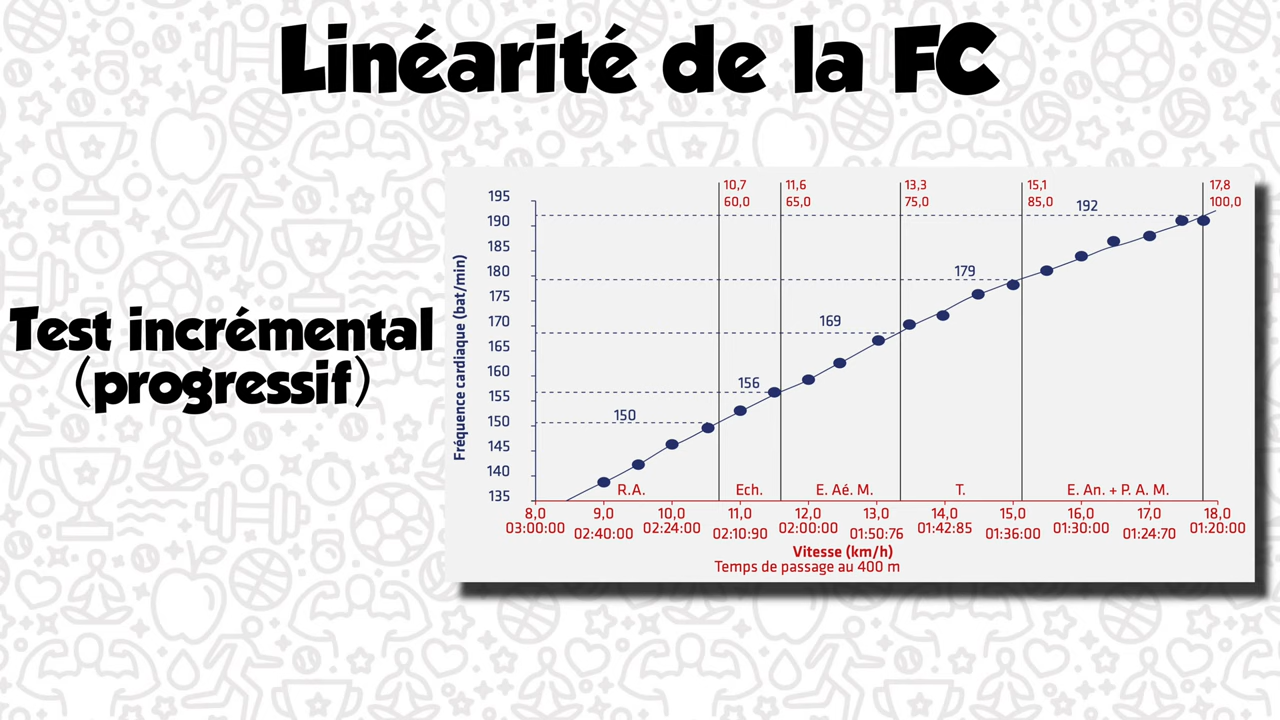 Linéarité de la FC
Test incrémental
(progressif)
10,7 11,6 13,3 15,1 17,8
60,0 65,0 75,0 85,0 100,0
Fréquence cardiaque (bat/min)
195
190
185
180
175
170
165
160
155
150
145
140
135
192
179
169
156
150
R.A. Ech. E. Aé. M. T. E. An. + P. A. M.
8,0 9,0 10,0 11,0 12,0 13,0 14,0 15,0 16,0 17,0 18,0
03:00:00 02:40:00 02:24:00 02:10:90 02:00:00 01:50:76 01:42:85 01:36:00 01:30:00 01:24:70 01:20:00
Vitesse (km/h)
Temps de passage au 400 m